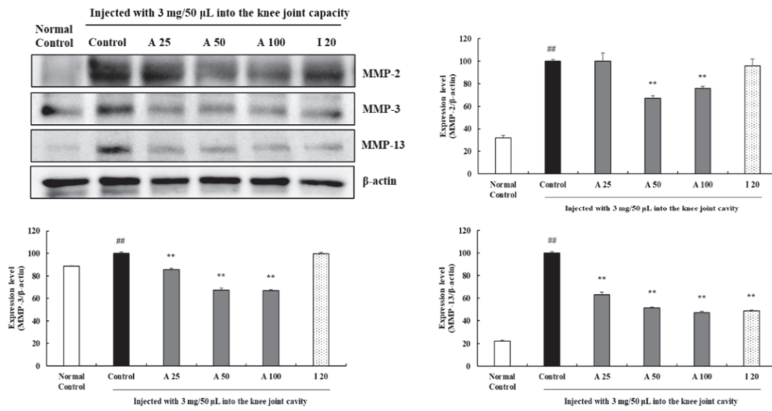 Injected with 3 mg/50 μL into the knee joint capacity
Normal
Control
Control
A 25
A 50
A 100
I 20
MMP-2
MMP-3
MMP-13
β-actin
Expression level
(MMP-2/β-actin)
120
100
80
60
40
20
0
##
**
**
Normal
Control
Control
A 25
A 50
A 100
I 20
Injected with 3 mg/50 μL into the knee joint cavity
Expression level
(MMP-3/β-actin)
120
100
80
60
40
20
0
##
**
**
**
Normal
Control
Control
A 25
A 50
A 100
I 20
Injected with 3 mg/50 μL into the knee joint cavity
Expression level
(MMP-13/β-actin)
120
100
80
60
40
20
0
##
**
**
**
**
Normal
Control
Control
A 25
A 50
A 100
I 20
Injected with 3 mg/50 μL into the knee joint cavity